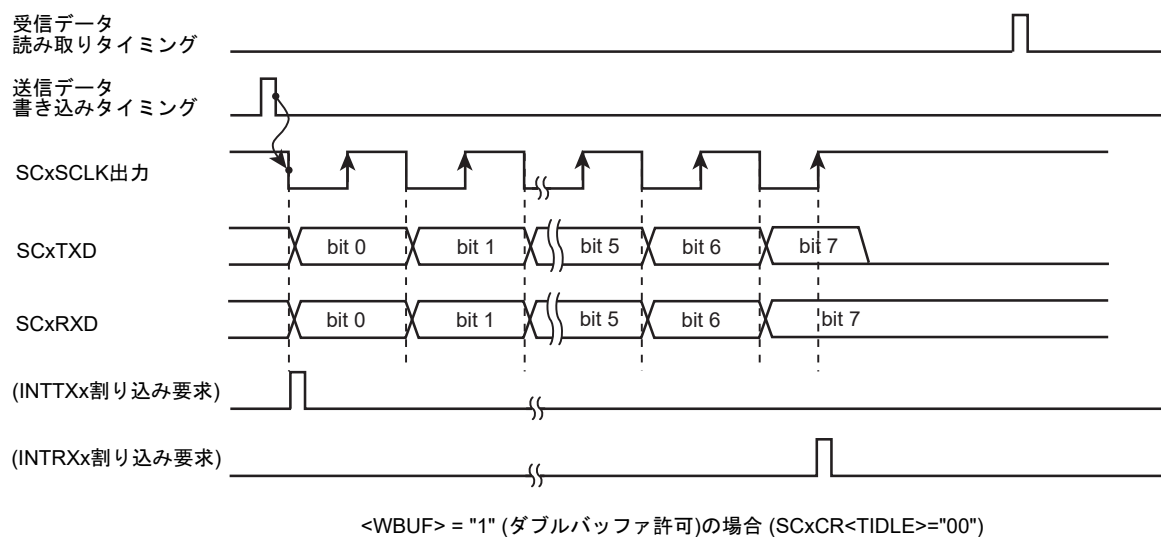 受信データ
読み取りタイミング
送信データ
書き込みタイミング
SCxSCLK出力
SCxTXD
bit 0
bit 1
bit 5
bit 6
bit 7
SCxRXD
bit 0
bit 1
bit 5
bit 6
bit 7
(INTTXx割り込み要求)
(INTRXx割り込み要求)
<WBUF> = "1" (ダブルバッファ許可)の場合 (SCxCR<TIDLE>="00")